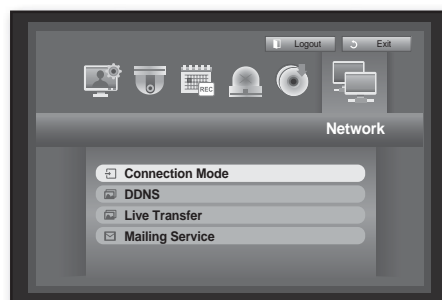 Logout
Exit
REC
Network
Connection Mode
DDNS
Live Transfer
Mailing Service